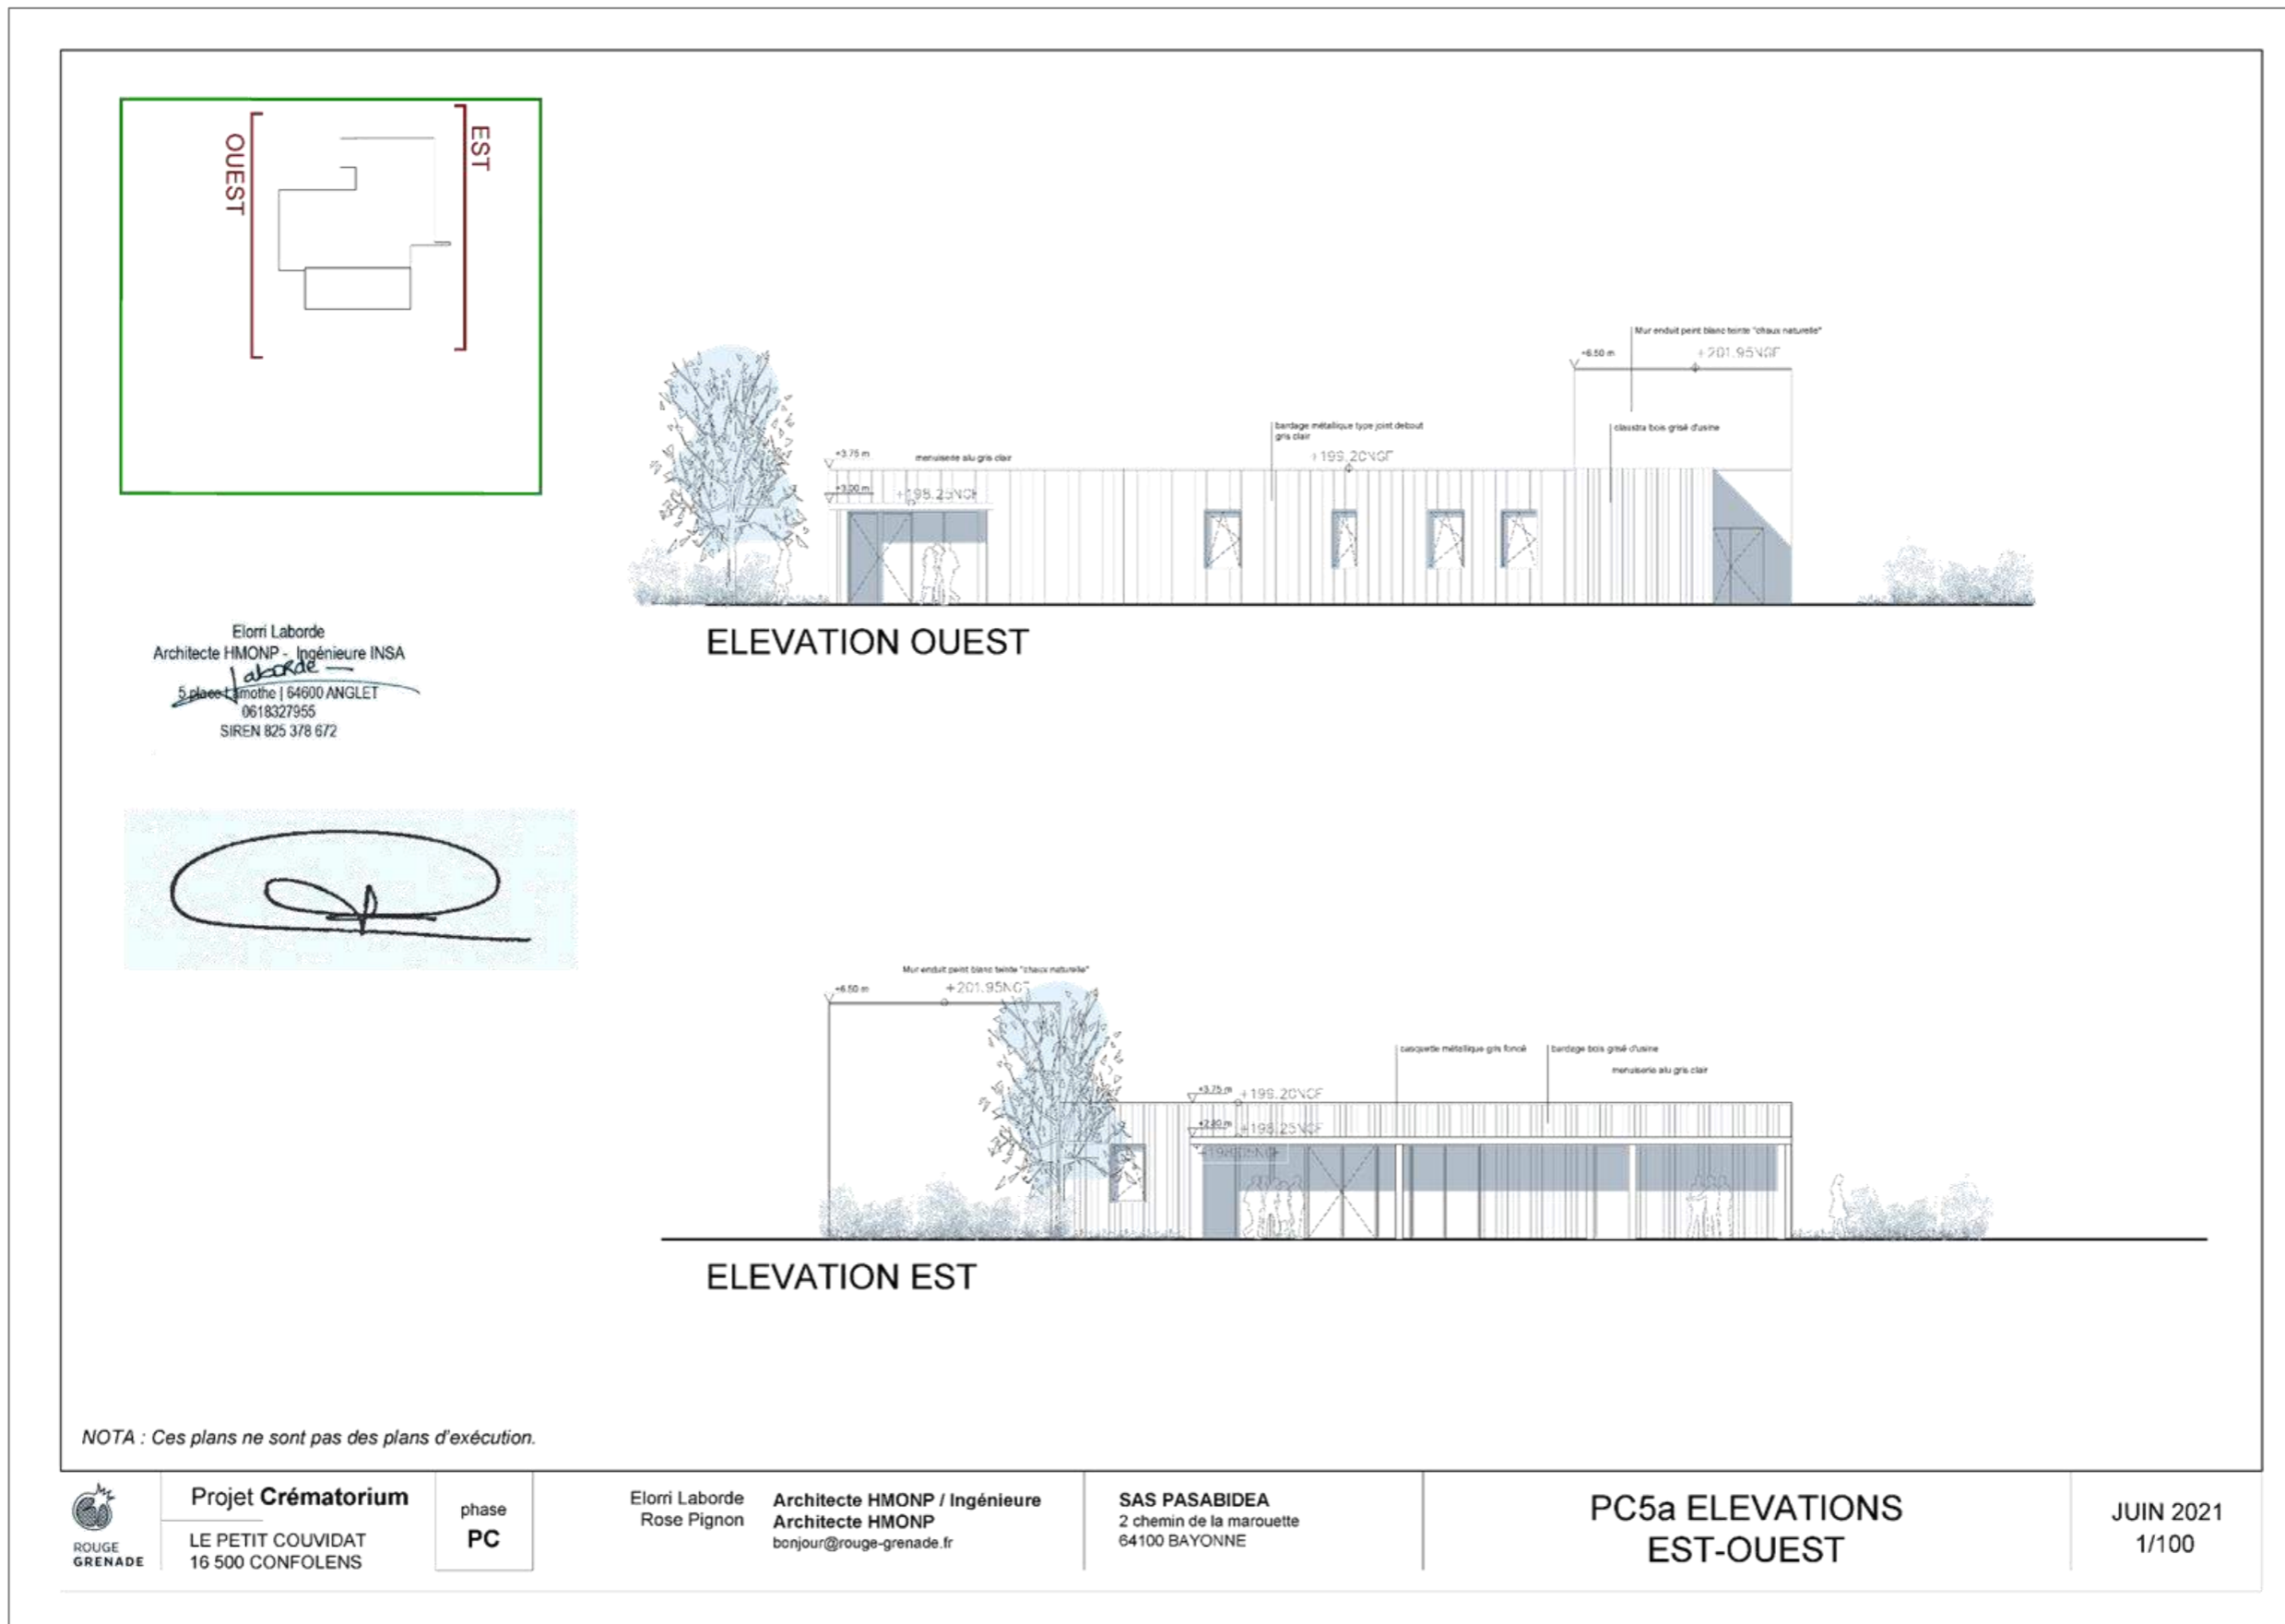 OUEST
EST
Elorri Laborde
Architecte HMONP - Ingénieure INSA
Laborde
5 place Lamothe | 64600 ANGLET
0618327955
SIREN 825 378 672
Mur enduit peint blanc teinte "chaux naturelle"
+6.50 m
+201.95NGF
bardage métallique type joint debout
gris clair
claustra bois grisé d'usine
+3.75 m
menuiserie alu gris clair
+199.20NGF
+3.00 m
+198.25NGF
ELEVATION OUEST
Mur enduit peint blanc teinte "chaux naturelle"
+6.50 m
+201.95NGF
casquette métallique gris foncé
bardage bois grisé d'usine
menuiserie alu gris clair
+3.75 m
+199.20NGF
+198.25NGF
ELEVATION EST
NOTA : Ces plans ne sont pas des plans d'exécution.
ROUGE
GRENADE
Projet Crématorium
LE PETIT COUVIDAT
16 500 CONFOLENS
phase
PC
Elorri Laborde
Rose Pignon
Architecte HMONP / Ingénieure
Architecte HMONP
bonjour@rouge-grenade.fr
SAS PASABIDEA
2 chemin de la marouette
64100 BAYONNE
PC5a ELEVATIONS
EST-OUEST
JUIN 2021
1/100